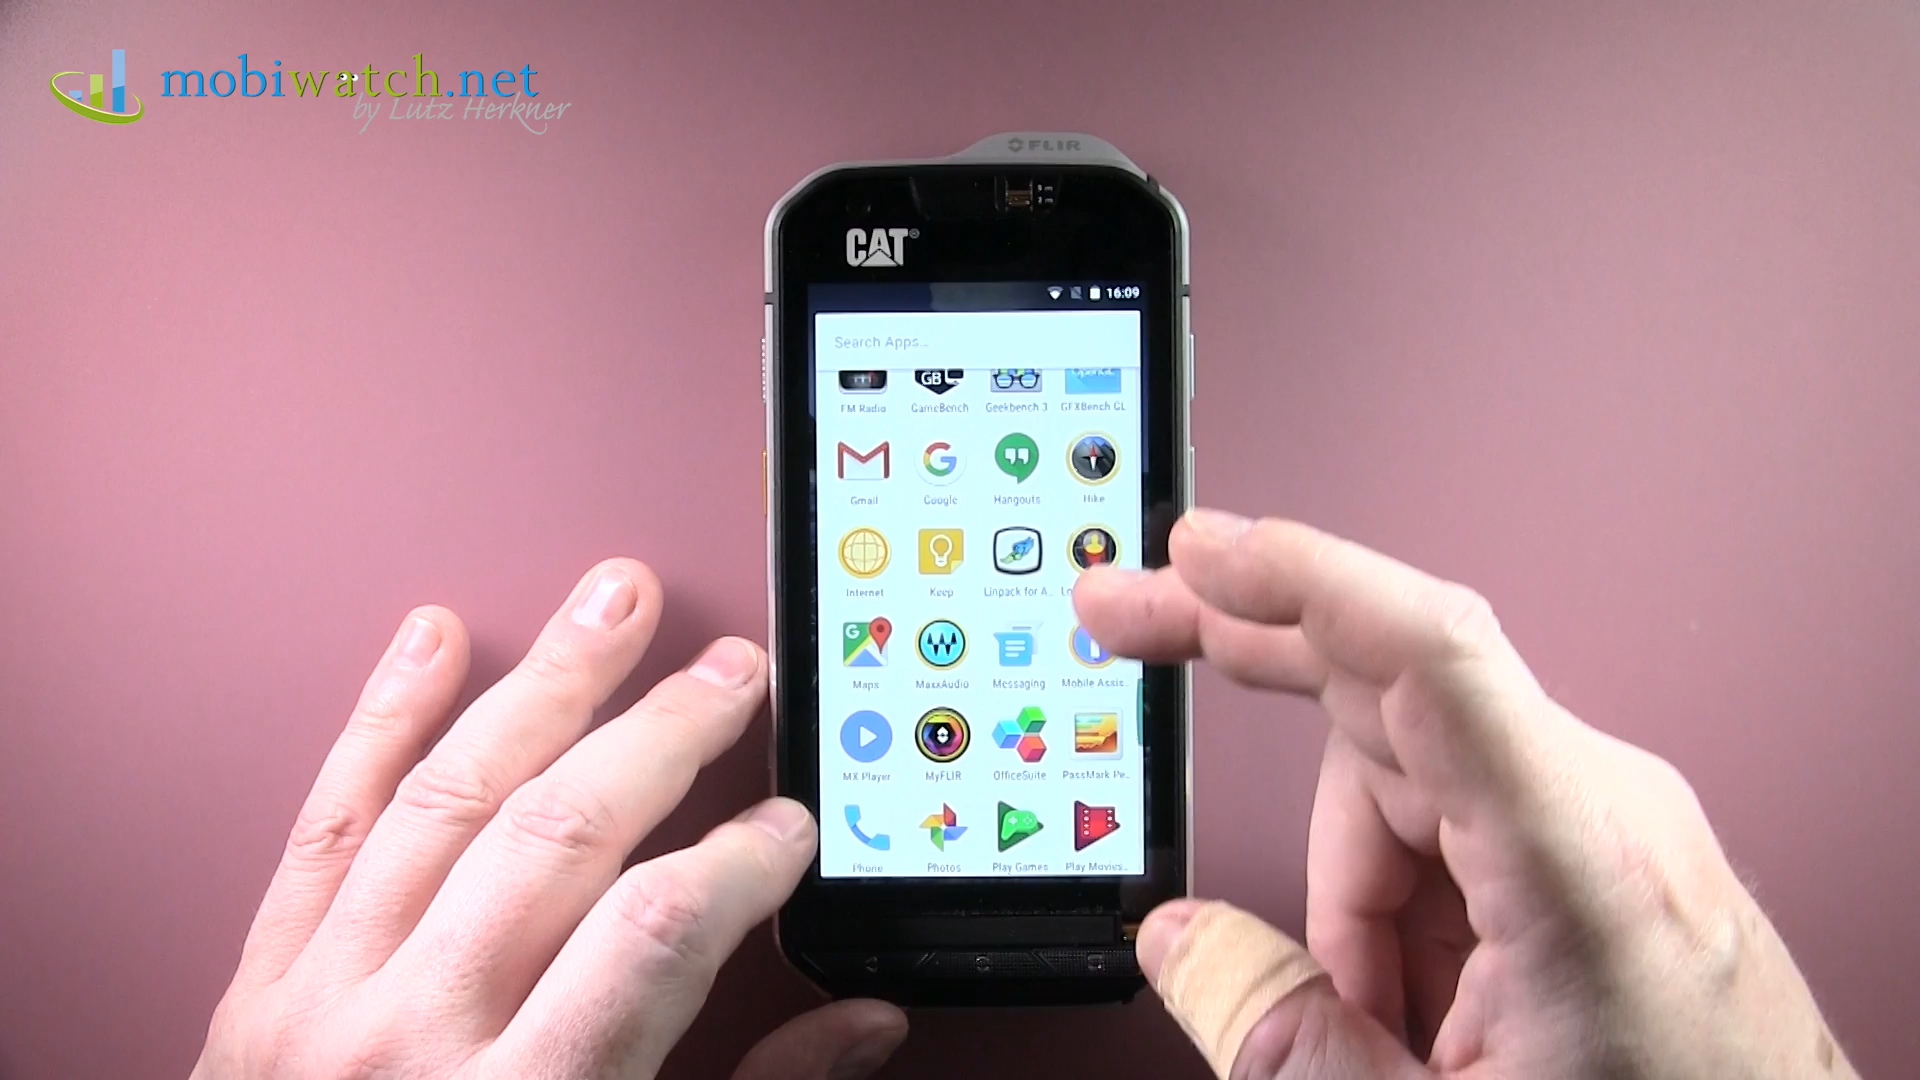 mobiwatch.net
by Lutz Herkner
FLIR
CAT®
16:09
Search Apps...
FM Radio GameBench Geekbench 3 GFXBench GL
Gmail Google Hangouts Hike
Internet Keep Linpack for A..
Maps MaxxAudio Messaging Mobile Assis..
MX Player MyFLIR OfficeSuite PassMark Pe..
Phone Photos Play Games Play Movies..